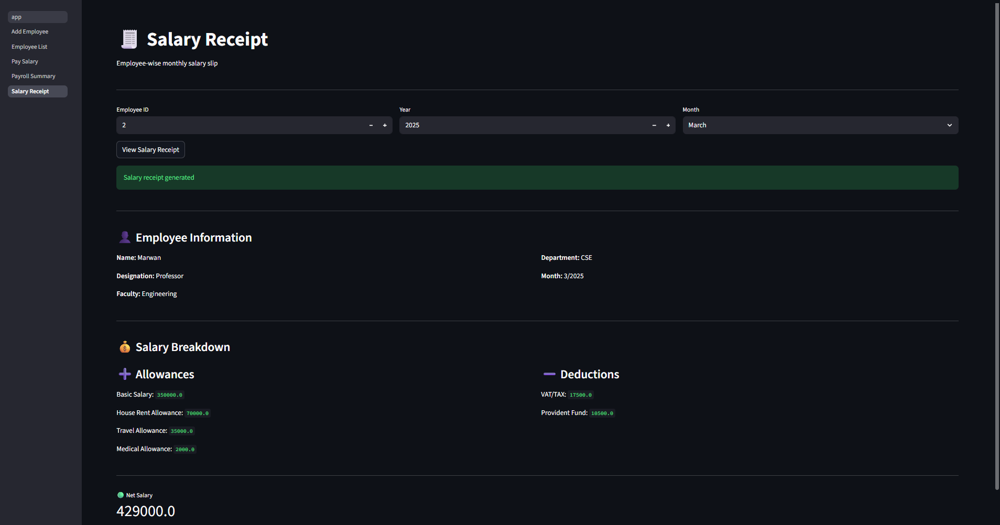 app
Add Employee
Employee List
Pay Salary
Payroll Summary
Salary Receipt
Salary Receipt
Employee-wise monthly salary slip
Employee ID
2
Year
2025
Month
March
View Salary Receipt
Salary receipt generated
Employee Information
Name: Marwan
Designation: Professor
Faculty: Engineering
Department: CSE
Month: 3/2025
Salary Breakdown
Allowances
Basic Salary: 350000.0
House Rent Allowance: 70000.0
Travel Allowance: 35000.0
Medical Allowance: 2000.0
Deductions
VAT/TAX: 17500.0
Provident Fund: 10500.0
Net Salary
429000.0